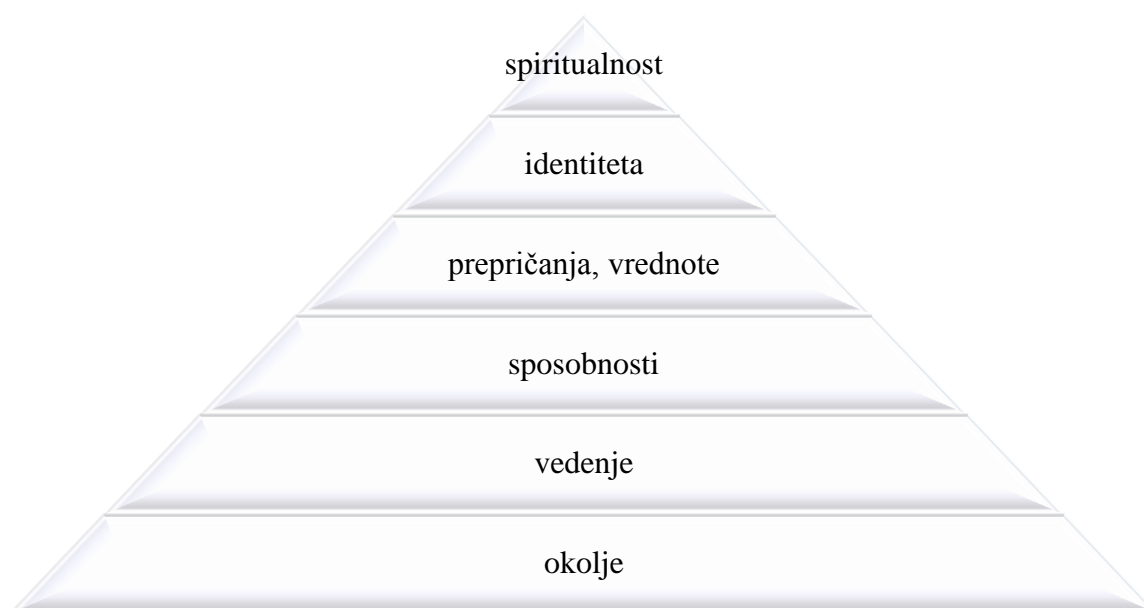 spiritualnost
identiteta
prepričanja, vrednote
sposobnosti
vedenje
okolje